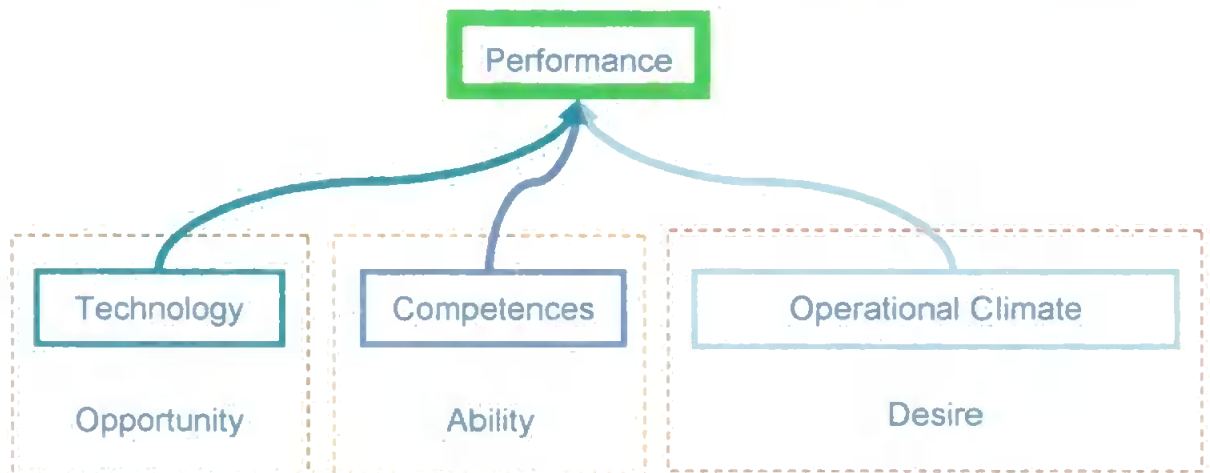 Performance
Technology
Competences
Operational Climate
Opportunity
Ability
Desire